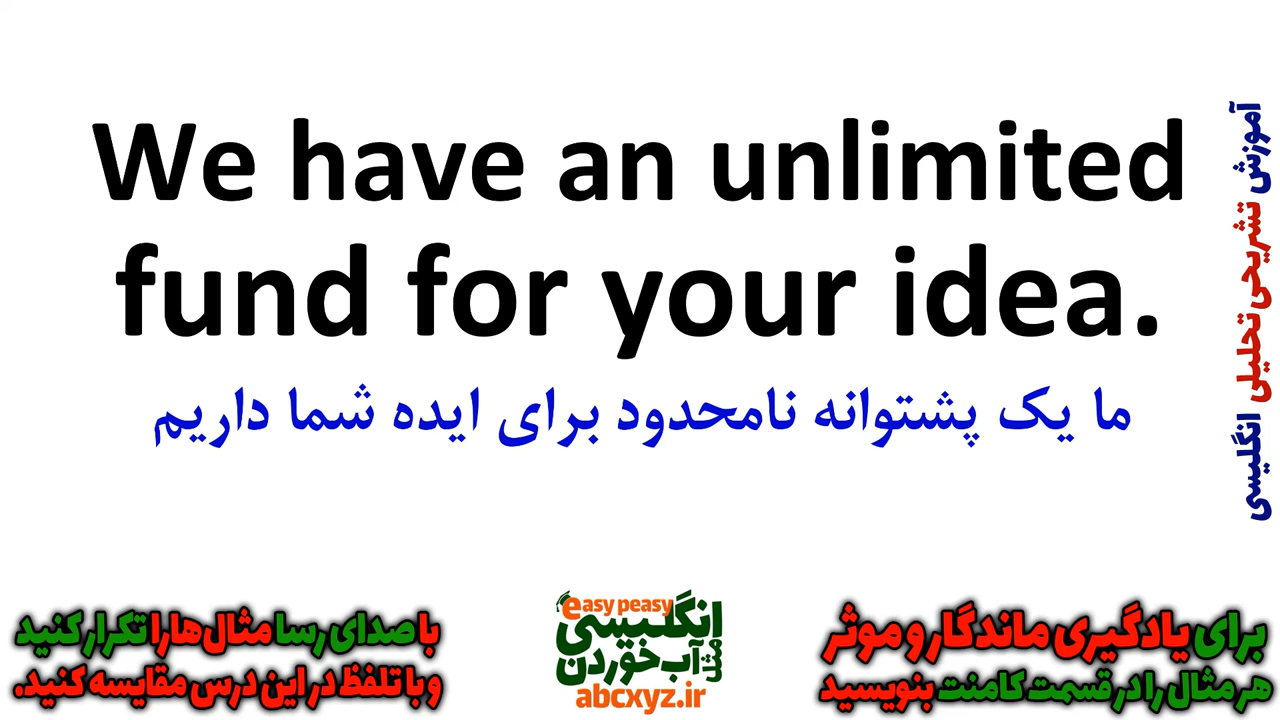 We have an unlimited
fund for your idea.
ما یک پشتوانه نامحدود برای ایده شما داریم
آموزش تشریحی تحلیلی انگلیسی
برای یادگیری ماندگار و موثر
هر مثال را در قسمت کامنت بنویسید
easy peasy
انگلیسی
مثل آب خوردن
abcxyz.ir
با صدای رسا مثال‌ها را تکرار کنید
و با تلفظ در این درس مقایسه کنید.